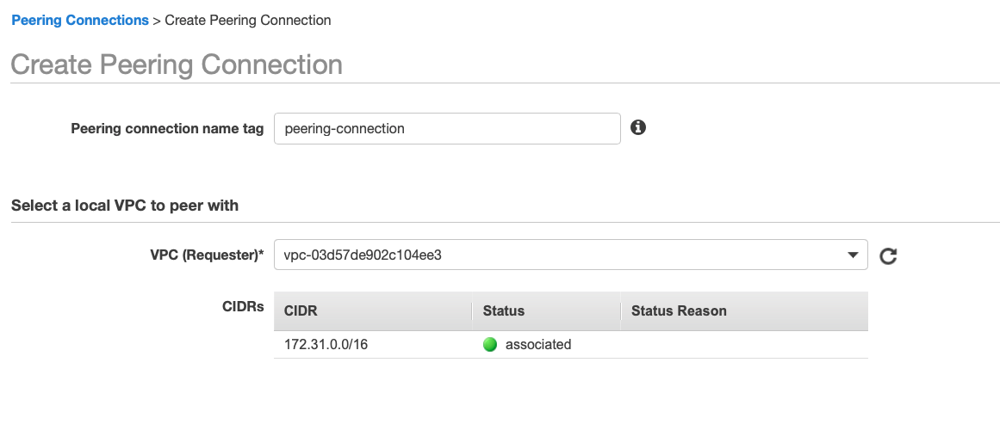 Peering Connections > Create Peering Connection
Create Peering Connection
Peering connection name tag peering-connection
Select a local VPC to peer with
VPC (Requester)* vpc-03d57de902c104ee3
CIDRs CIDR Status Status Reason
172.31.0.0/16 associated